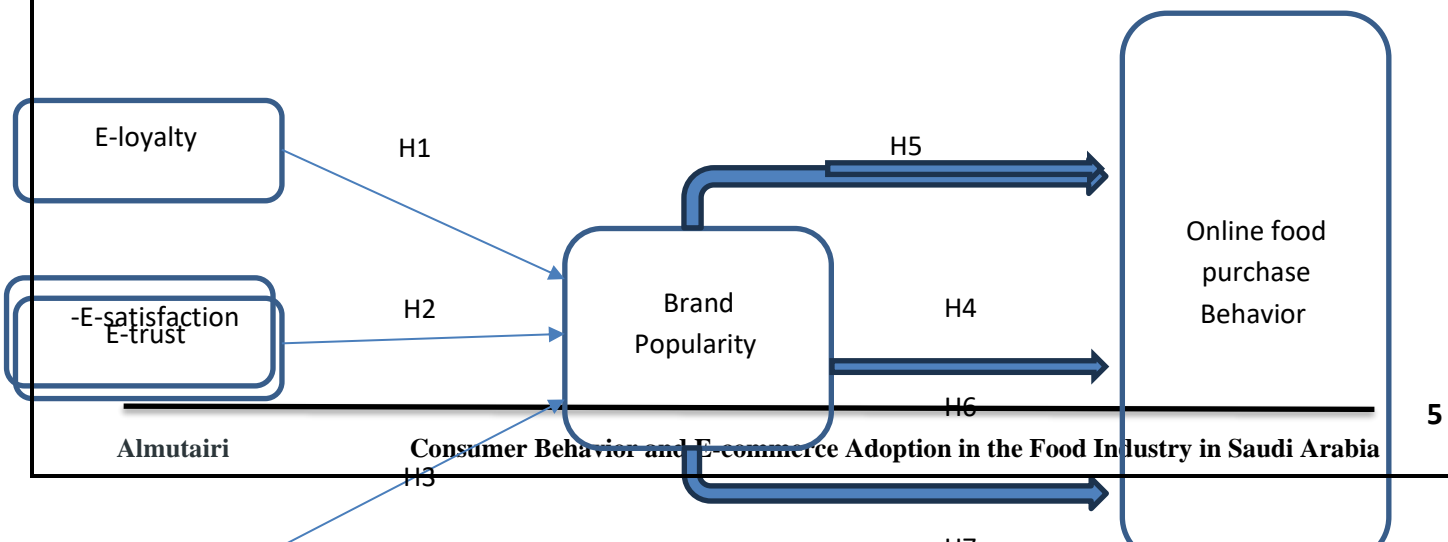 E-loyalty
H1
H5
-E-satisfaction
E-trust
H2
Brand
Popularity
H4
Online food
purchase
Behavior
H6
5
Almutairi
Consumer Behavior and E-commerce Adoption in the Food Industry in Saudi Arabia
H3
H7